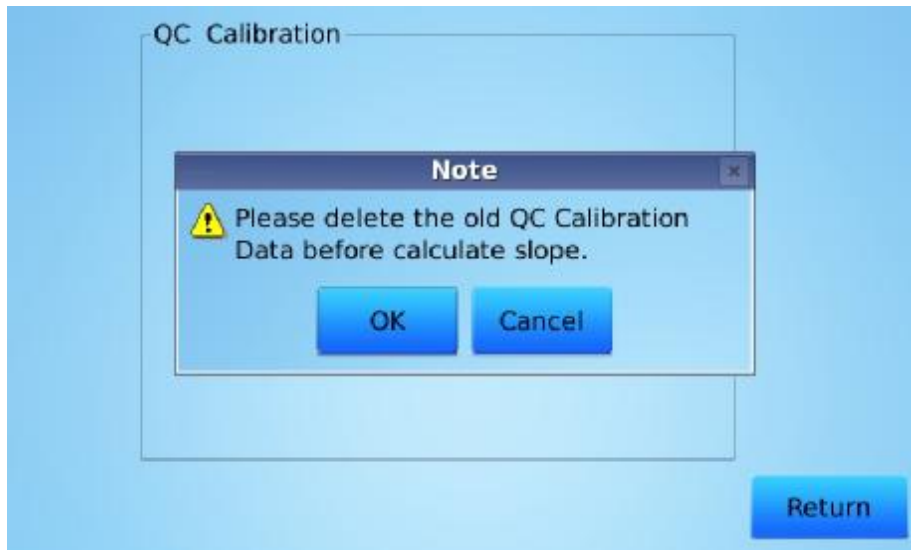 QC Calibration
Note
Please delete the old QC Calibration
Data before calculate slope.
OK Cancel
Return